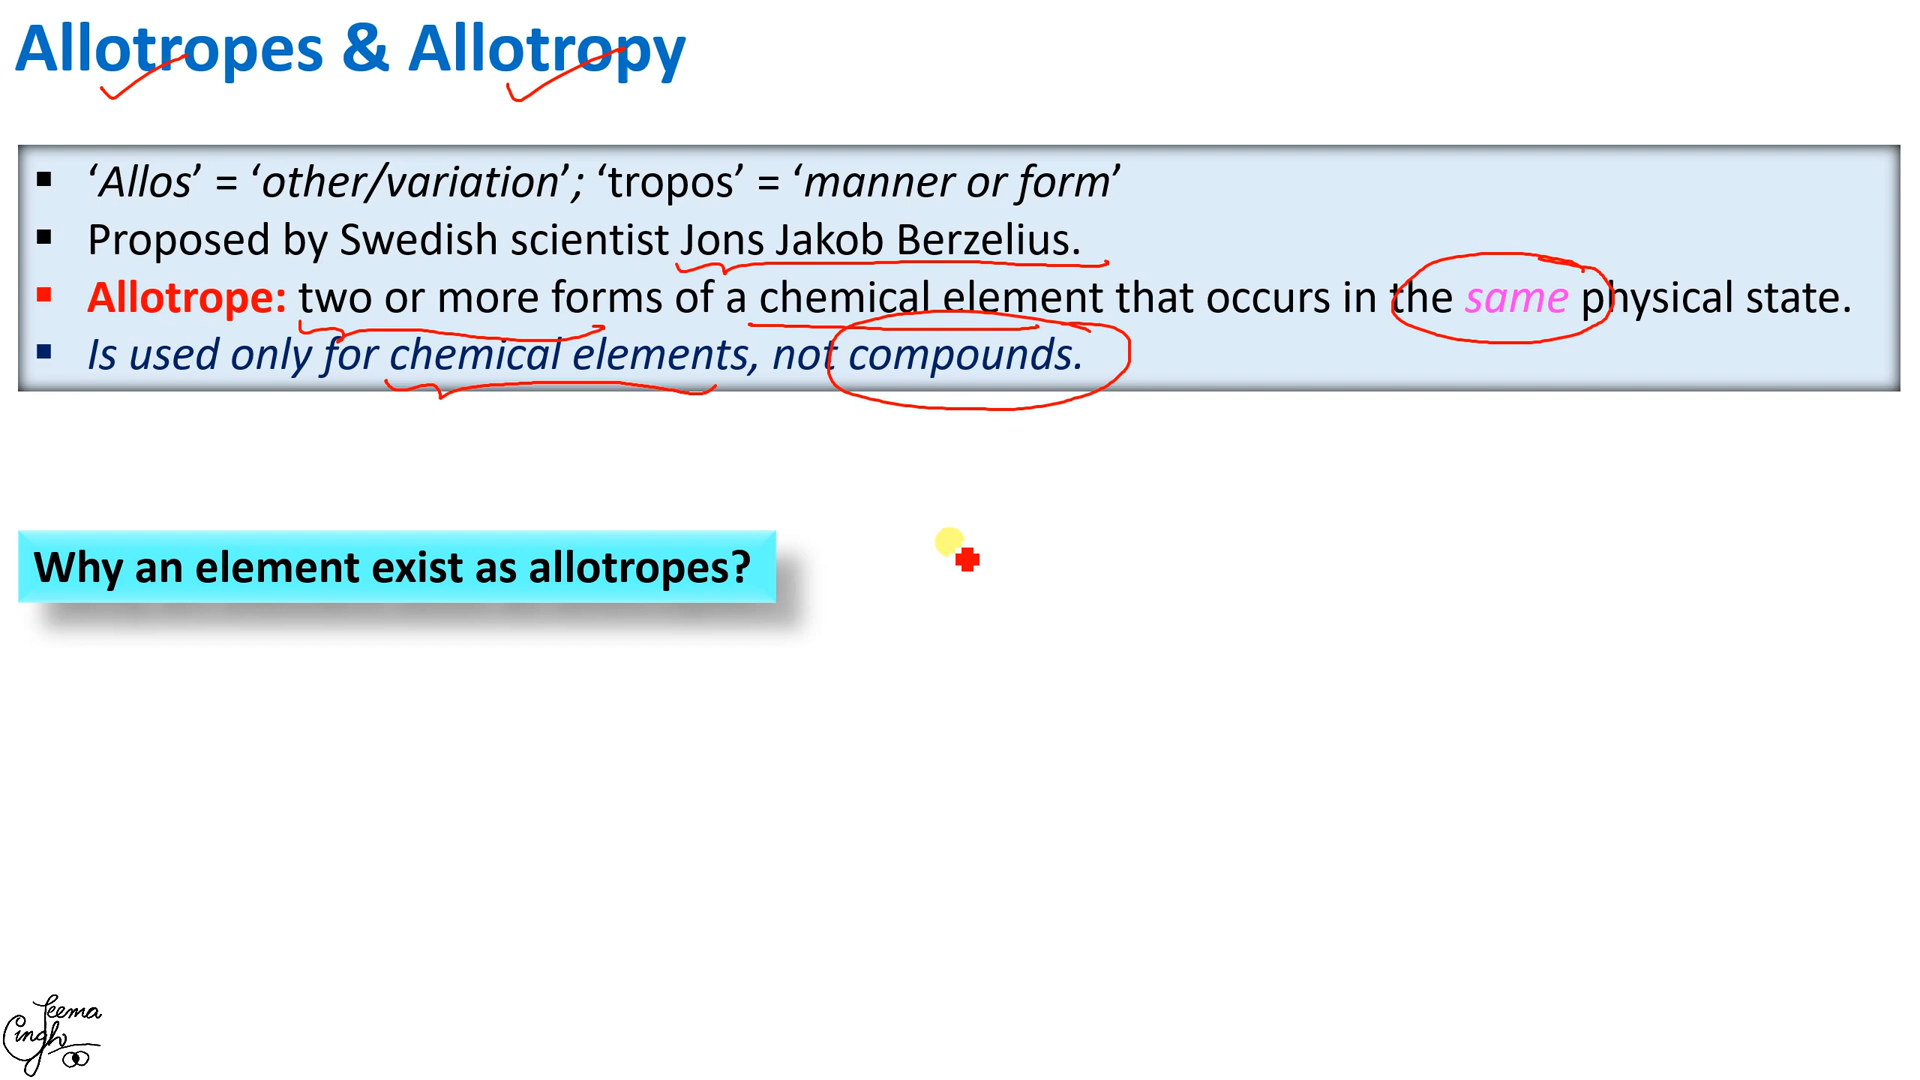 Allotropes & Allotropy
▪ ‘Allos’ = ‘other/variation’; ‘tropos’ = ‘manner or form’
▪ Proposed by Swedish scientist Jons Jakob Berzelius.
▪ Allotrope: two or more forms of a chemical element that occurs in the same physical state.
▪ Is used only for chemical elements, not compounds.
Why an element exist as allotropes?